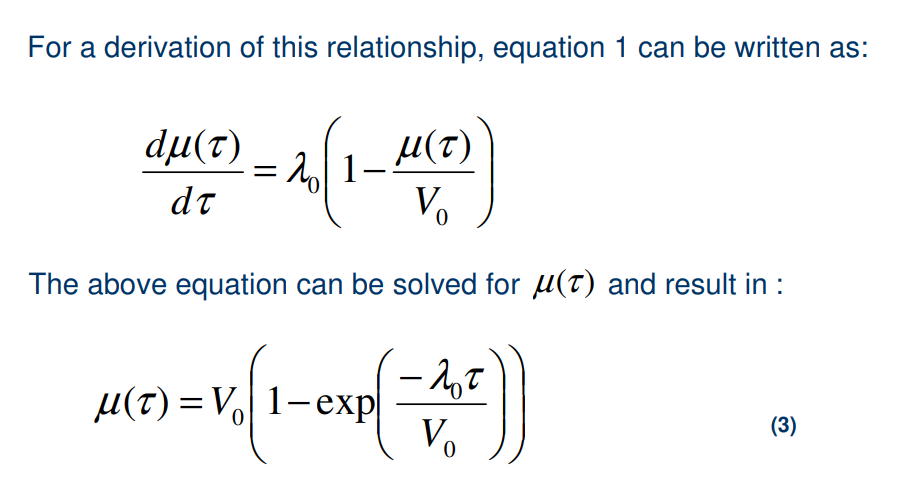 For a derivation of this relationship, equation 1 can be written as:
dμ(τ)/dτ = λ₀(1 − μ(τ)/V₀)
The above equation can be solved for μ(τ) and result in :
μ(τ) = V₀(1 − exp(−λ₀τ/V₀)) (3)